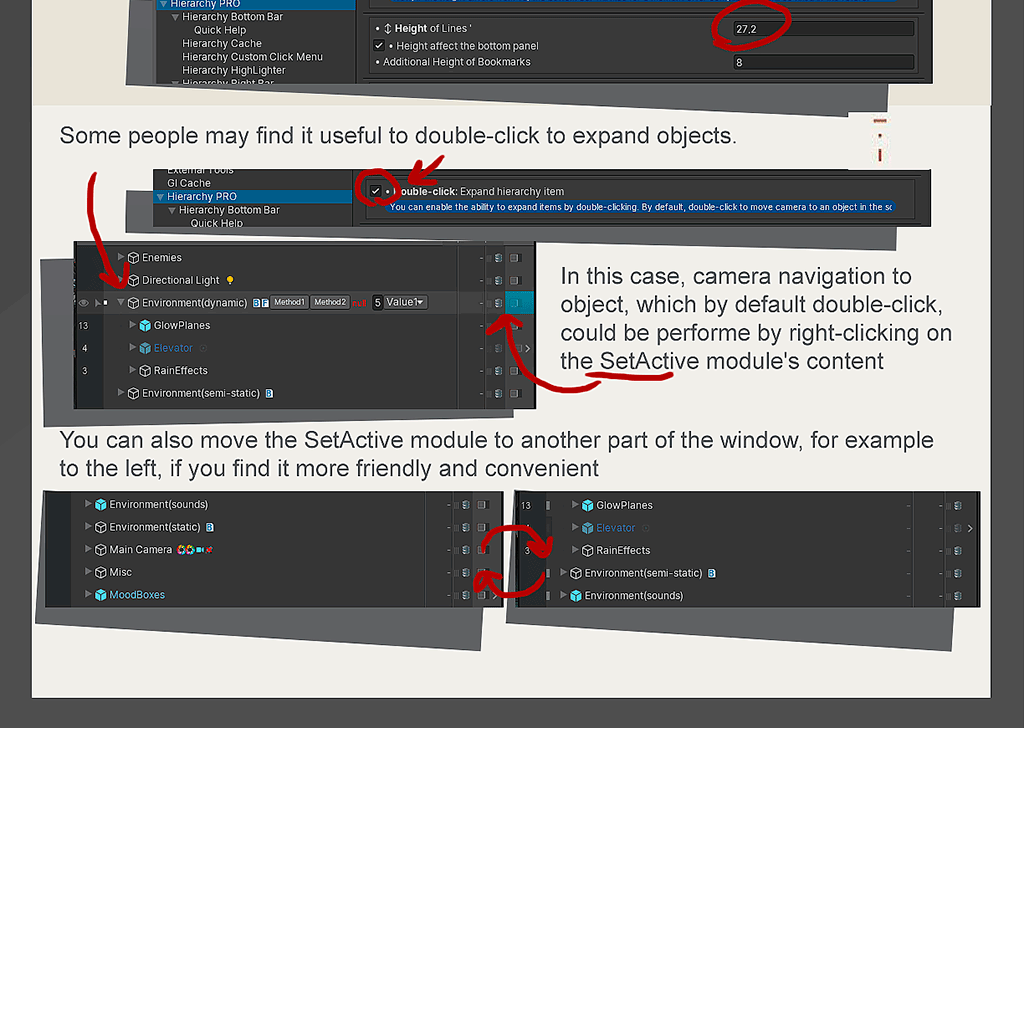 Hierarchy PRO
Hierarchy Bottom Bar
Quick Help
Hierarchy Cache
Hierarchy Custom Click Menu
Hierarchy HighLighter
Hierarchy Right Bar
• Height of Lines '
27.2
• Height affect the bottom panel
• Additional Height of Bookmarks
8
Some people may find it useful to double-click to expand objects.
External Tools
GI Cache
Hierarchy PRO
Hierarchy Bottom Bar
Quick Help
• Double-click: Expand hierarchy item
You can enable the ability to expand items by double-clicking. By default, double-click to move camera to an object in the sc
Enemies
Directional Light
Environment(dynamic) B F Method1 Method2 5 Value1
13 GlowPlanes
4 Elevator
3 RainEffects
Environment(semi-static) B
In this case, camera navigation to
object, which by default double-click,
could be performe by right-clicking on
the SetActive module's content
You can also move the SetActive module to another part of the window, for example
to the left, if you find it more friendly and convenient
Environment(sounds)
Environment(static) B
Main Camera
Misc
MoodBoxes
13 GlowPlanes
Elevator
3 RainEffects
Environment(semi-static) B
Environment(sounds)